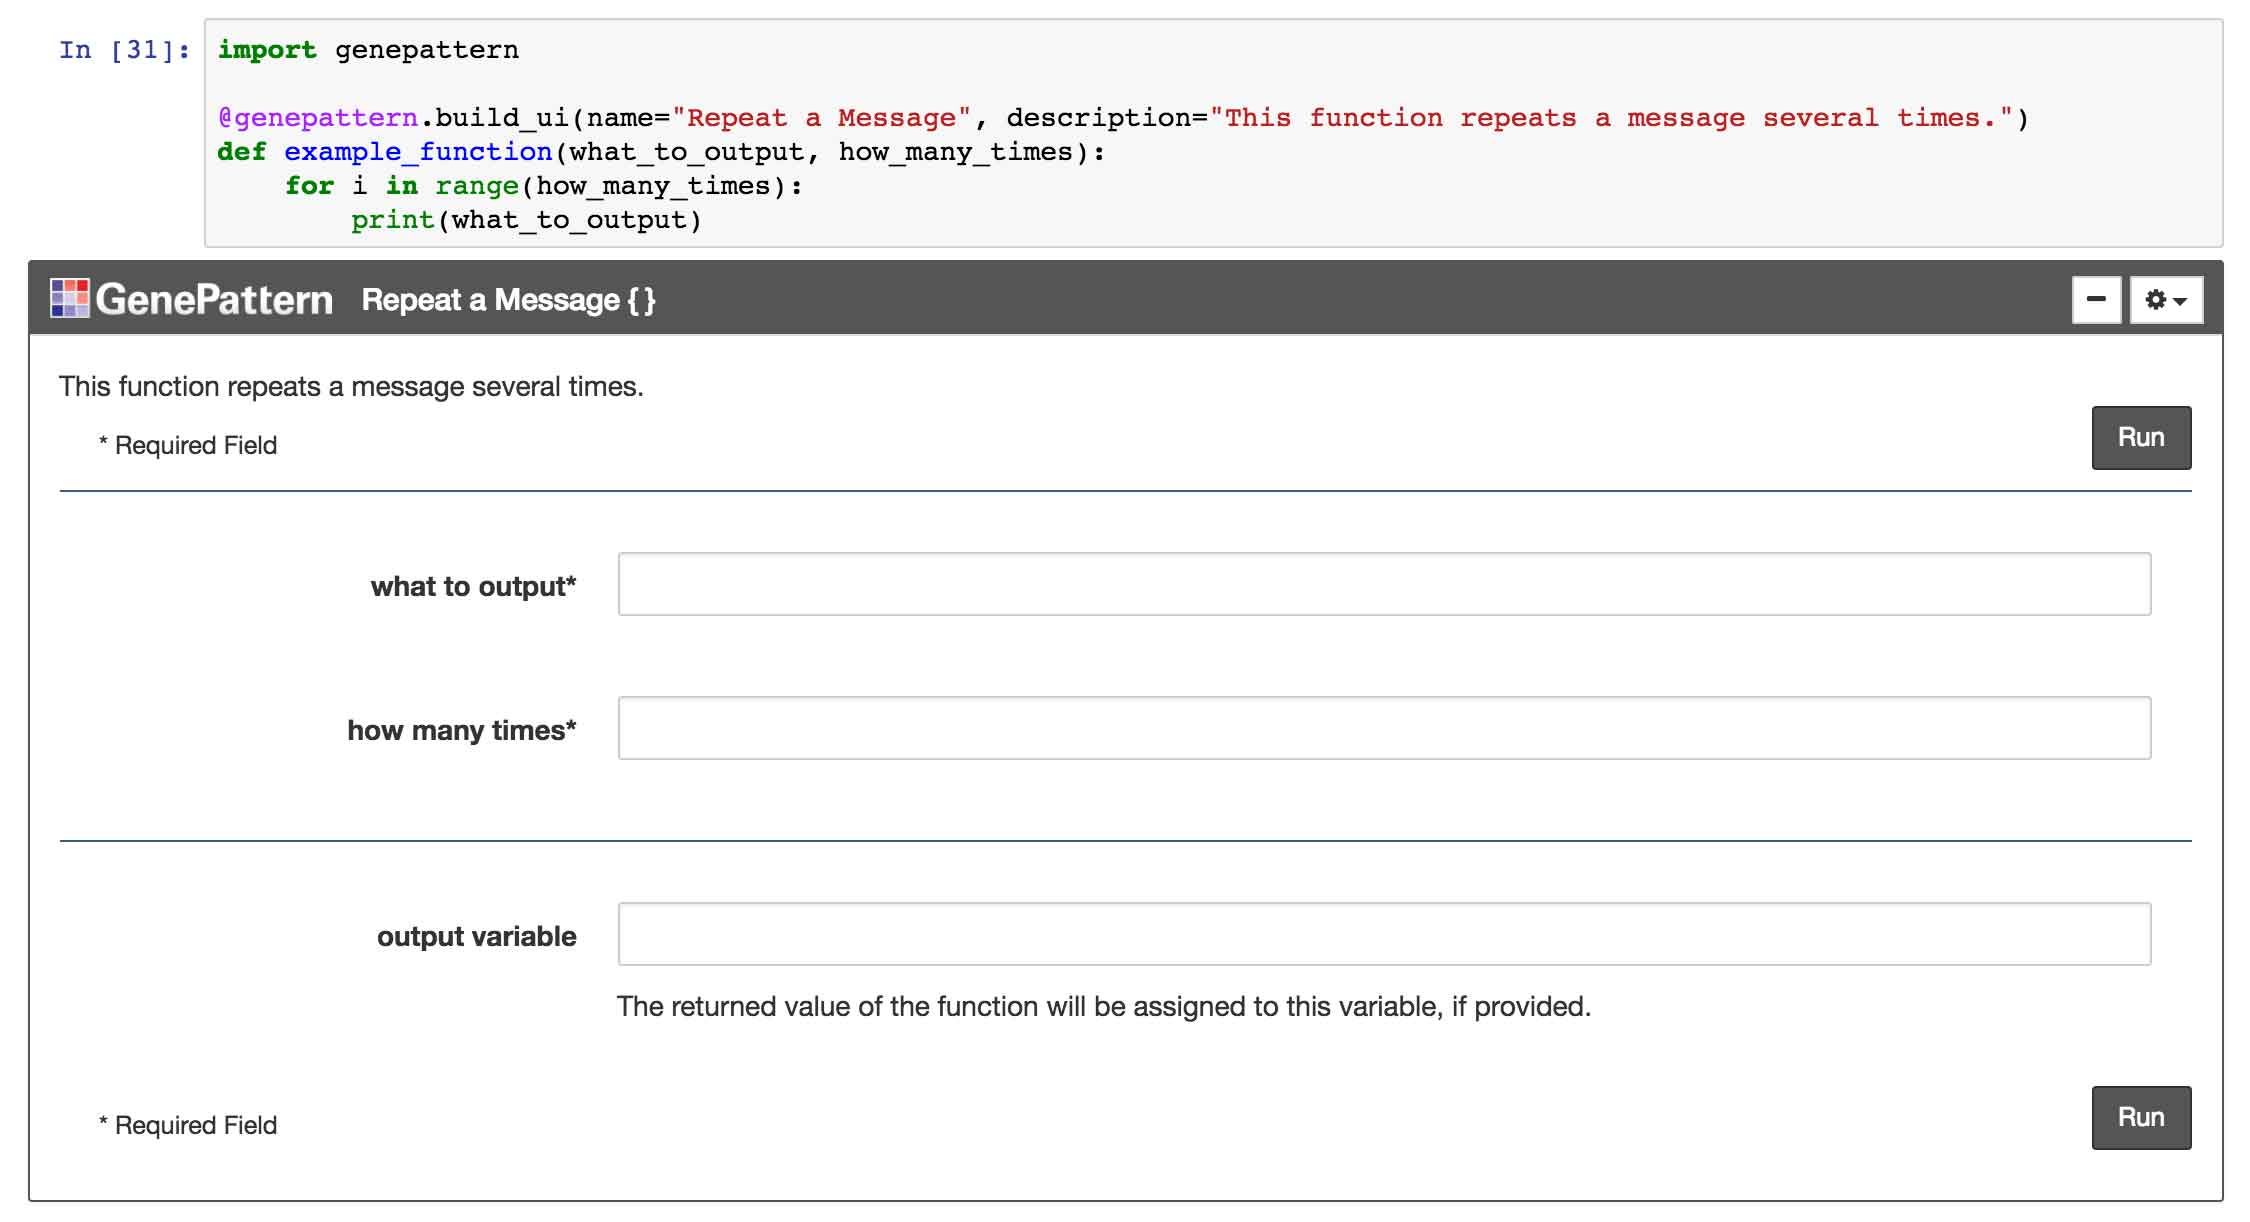 In [31]:
import genepattern
@genepattern.build_ui(name="Repeat a Message", description="This function repeats a message several times.")
def example_function(what_to_output, how_many_times):
    for i in range(how_many_times):
        print(what_to_output)
GenePattern Repeat a Message { }
This function repeats a message several times.
* Required Field
Run
what to output*
how many times*
output variable
The returned value of the function will be assigned to this variable, if provided.
* Required Field
Run